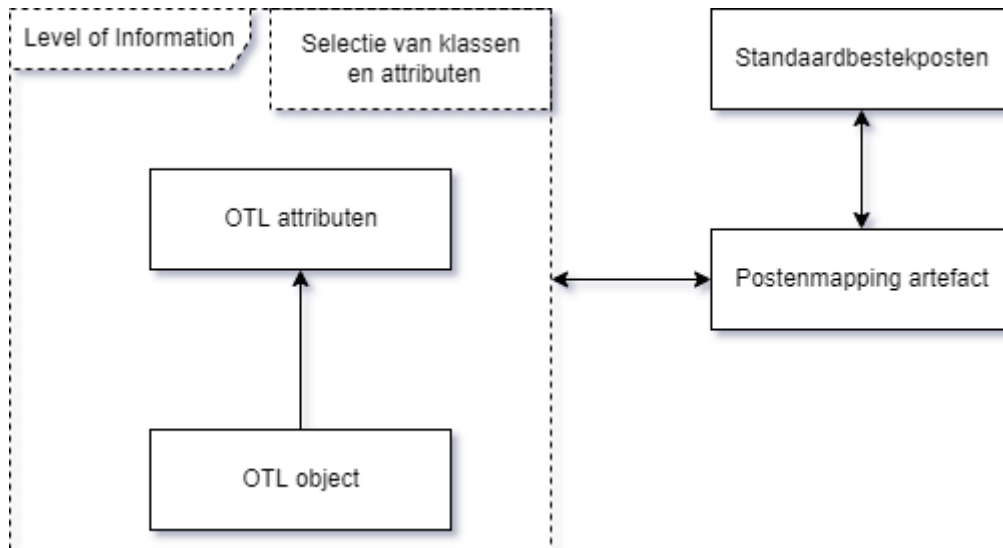 Level of Information
Selectie van klassen
en attributen
Standaardbestekposten
OTL attributen
Postenmapping artefact
OTL object